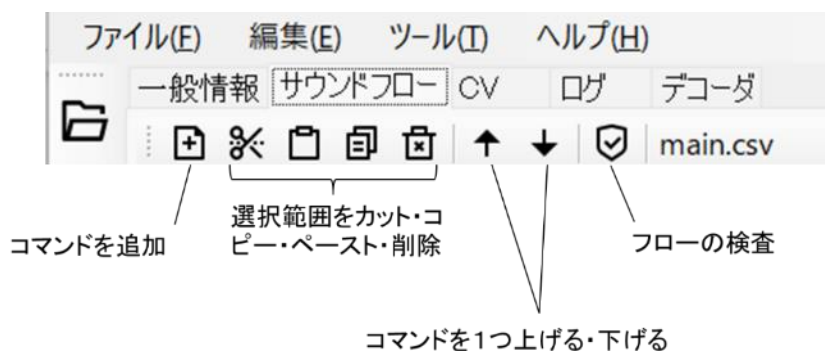 ファイル(F) 編集(E) ツール(T) ヘルプ(H)
一般情報 サウンドフロー CV ログ デコーダ
main.csv
選択範囲をカット・コ
ピー・ペースト・削除
コマンドを追加
フローの検査
コマンドを1つ上げる・下げる